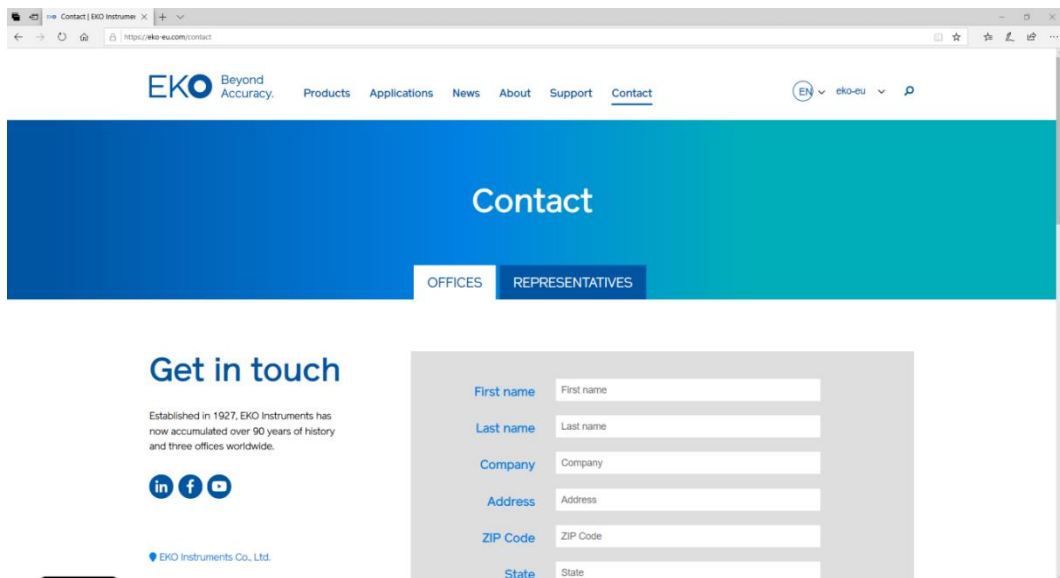 Contact | EKO Instrumen
https://eko-eu.com/contact
EKO Beyond
Accuracy.
Products Applications News About Support Contact
EN eko-eu
Contact
OFFICES REPRESENTATIVES
Get in touch
Established in 1927, EKO Instruments has
now accumulated over 90 years of history
and three offices worldwide.
in f
EKO Instruments Co., Ltd.
First name First name
Last name Last name
Company Company
Address Address
ZIP Code ZIP Code
State State